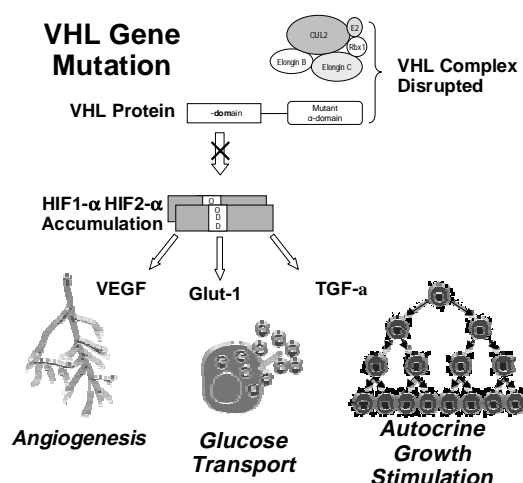 VHL Gene
Mutation
CUL2
E2
Rbx1
Elongin B
Elongin C
VHL Complex
Disrupted
VHL Protein
-domain
Mutant
α-domain
HIF1-α HIF2-α
Accumulation
O
O
D
D
VEGF
Glut-1
TGF-a
G
G
G
G
G
G
G
G
G
G
G
Angiogenesis
Glucose
Transport
Autocrine
Growth
Stimulation